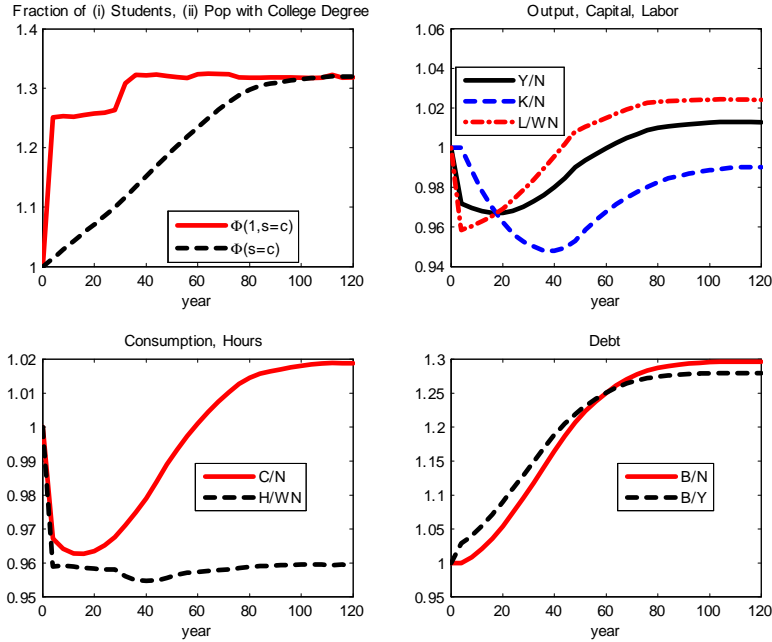 Fraction of (i) Students, (ii) Pop with College Degree
1.4
1.3
1.2
1.1
1
0 20 40 60 80 100 120
year
Φ(1,s=c)
Φ(s=c)
Output, Capital, Labor
1.06
1.04
1.02
1
0.98
0.96
0.94
0 20 40 60 80 100 120
year
Y/N
K/N
L/WN
Consumption, Hours
1.02
1.01
1
0.99
0.98
0.97
0.96
0.95
0 20 40 60 80 100 120
year
C/N
H/WN
Debt
1.3
1.25
1.2
1.15
1.1
1.05
1
0.95
0 20 40 60 80 100 120
year
B/N
B/Y